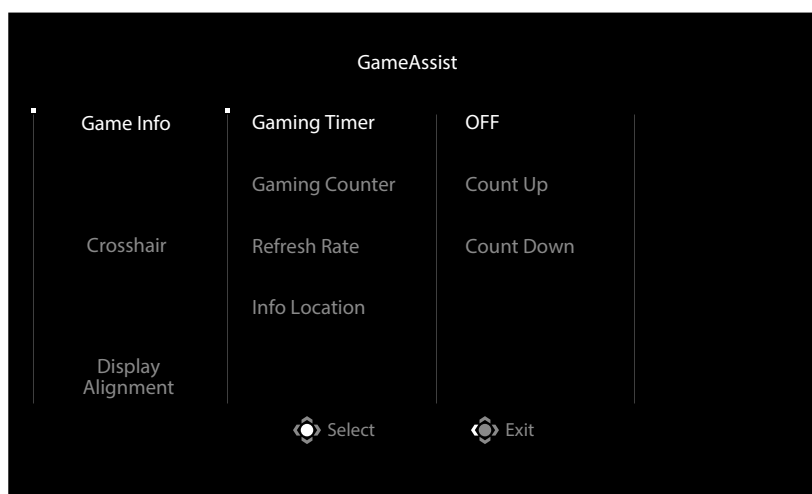 GameAssist
Game Info
Gaming Timer
OFF
Gaming Counter
Count Up
Crosshair
Refresh Rate
Count Down
Info Location
Display
Alignment
Select
Exit